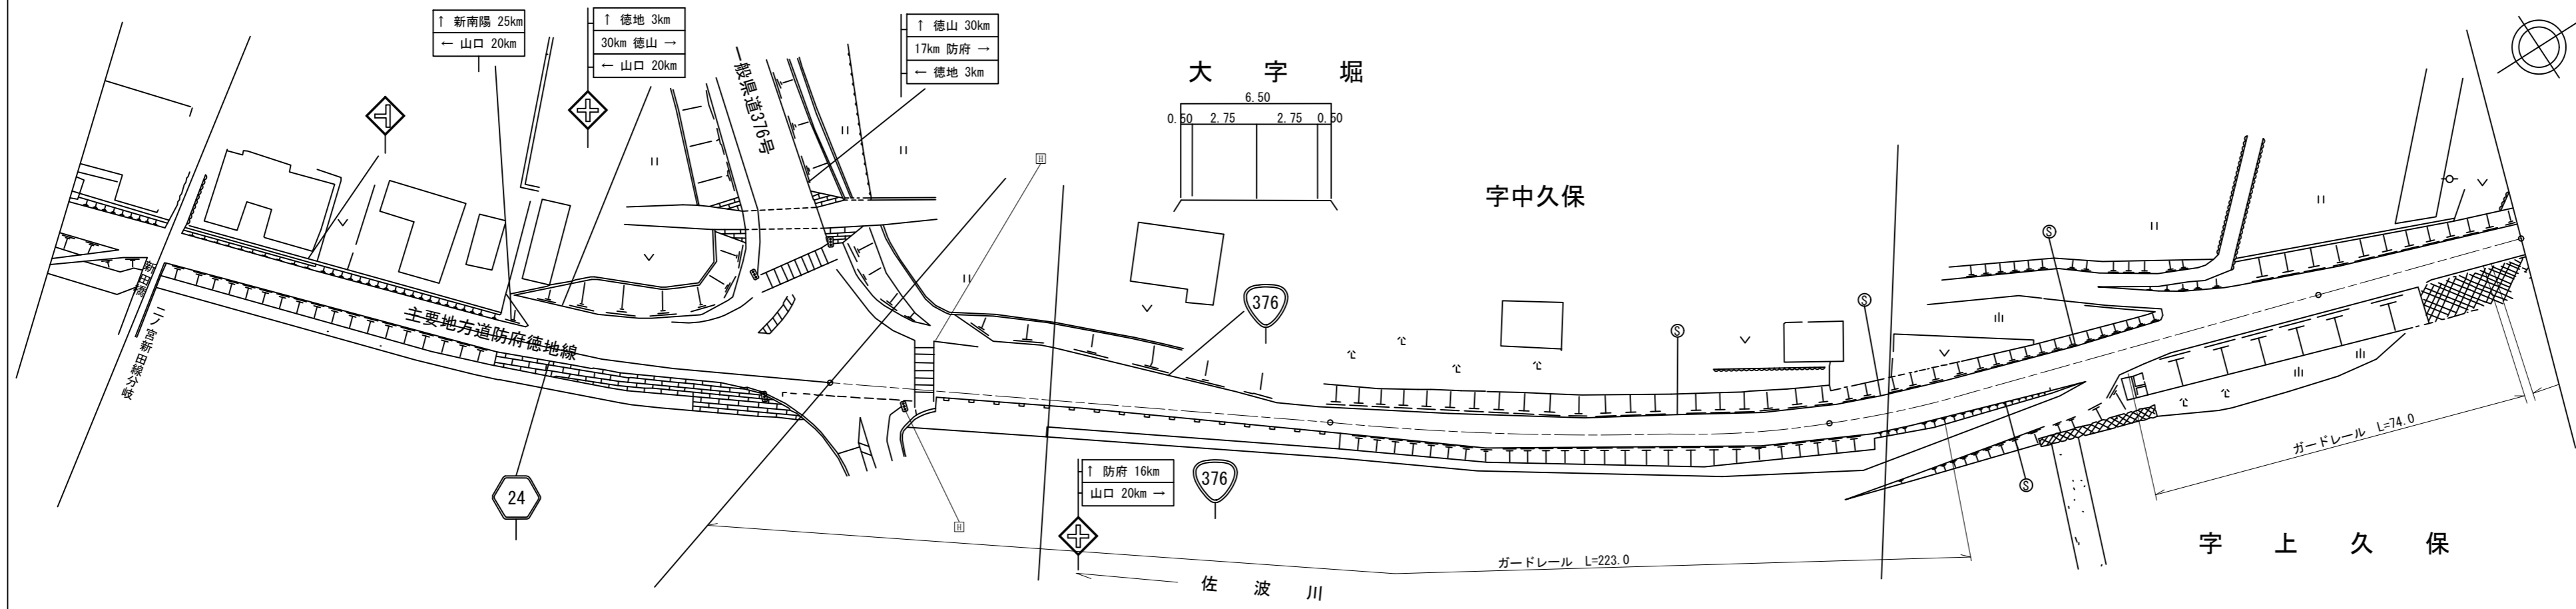 ↑ 新南陽 25km
← 山口 20km
↑ 徳地 3km
30km 徳山 →
← 山口 20km
↑ 徳山 30km
17km 防府 →
← 徳地 3km
一般県道376号
大字堀
6.50
0.50 2.75 2.75 0.50
字中久保
H
376
S
S
S
新田橋
二ノ宮新田線分岐
主要地方道防府徳地線
24
H
↑ 防府 16km
山口 20km →
376
S
ガードレール L=74.0
ガードレール L=223.0
字上久保
佐波川